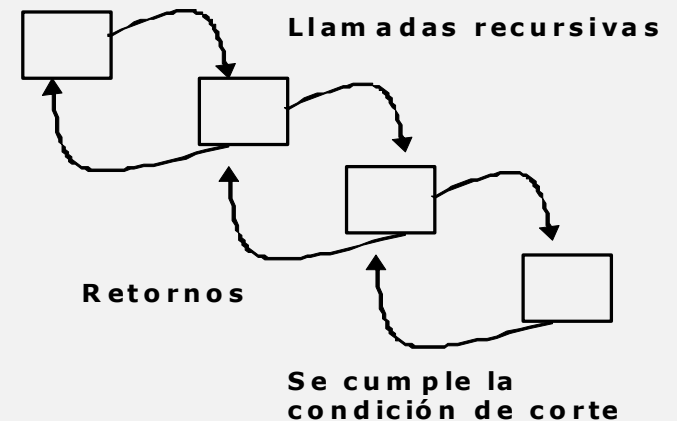 Llamadas recursivas
Retornos
Se cumple la
condición de corte